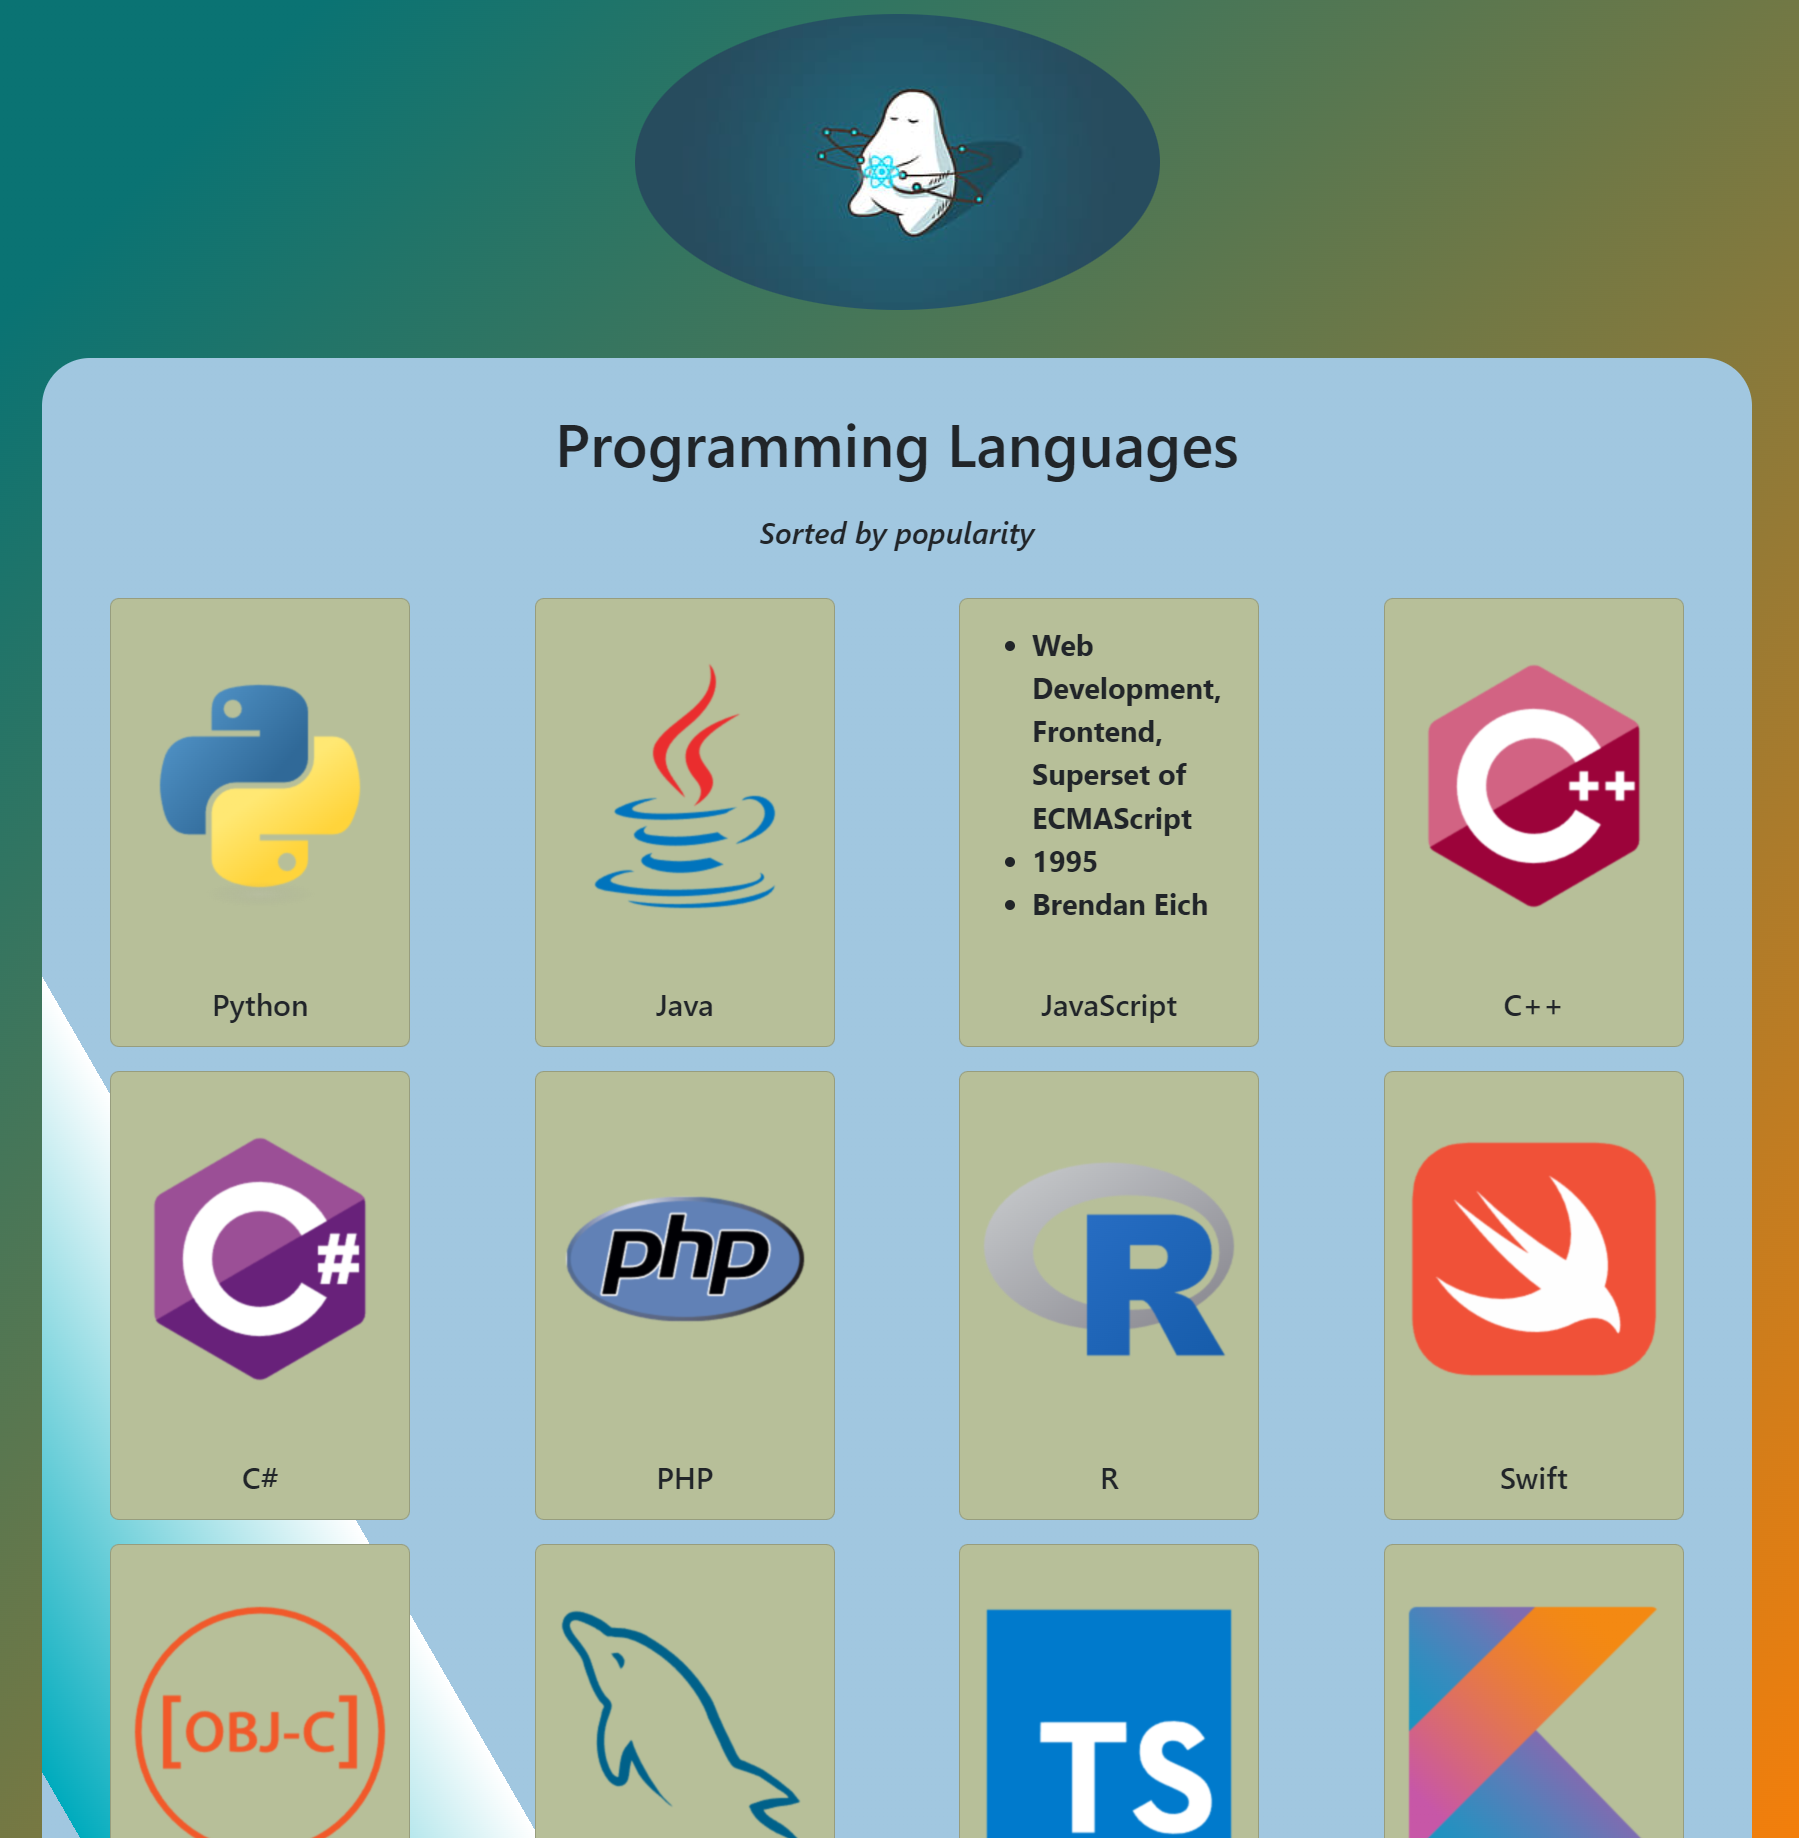 Programming Languages
Sorted by popularity
Python
Java
Web
Development,
Frontend,
Superset of
ECMAScript
1995
Brendan Eich
JavaScript
C++
C++
C#
C#
php
PHP
R
R
Swift
[OBJ-C]
TS